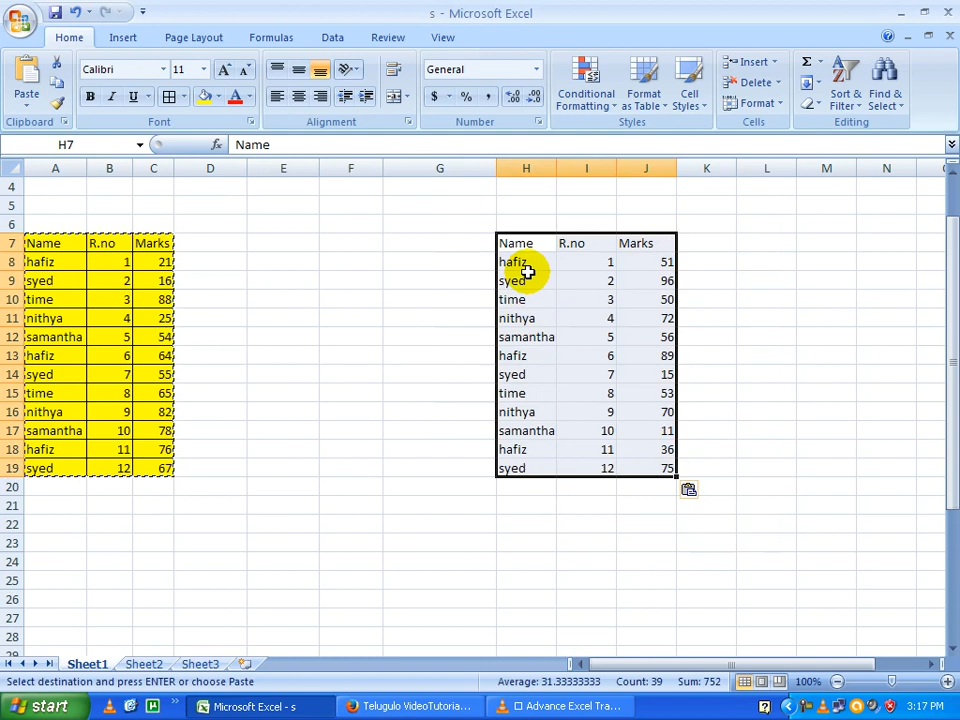 s - Microsoft Excel
Home Insert Page Layout Formulas Data Review View
Calibri 11 General
Paste B I U $ % , Conditional Formatting Format as Table Cell Styles Insert Delete Format Σ Sort & Filter Find & Select
Clipboard Font Alignment Number Styles Cells Editing
H7 fx Name
A B C D E F G H I J K L M N
4
5
6
7 Name R.no Marks Name R.no Marks
8 hafiz 1 21 hafiz 1 51
9 syed 2 16 syed 2 96
10 time 3 88 time 3 50
11 nithya 4 25 nithya 4 72
12 samantha 5 54 samantha 5 56
13 hafiz 6 64 hafiz 6 89
14 syed 7 55 syed 7 15
15 time 8 65 time 8 53
16 nithya 9 82 nithya 9 70
17 samantha 10 78 samantha 10 11
18 hafiz 11 76 hafiz 11 36
19 syed 12 67 syed 12 75
20
21
22
23
24
25
26
27
28
Sheet1 Sheet2 Sheet3
Select destination and press ENTER or choose Paste Average: 31.33333333 Count: 39 Sum: 752 100%
start Microsoft Excel - s Telugulo VideoTutoria... Advance Excel Tra... 3:17 PM